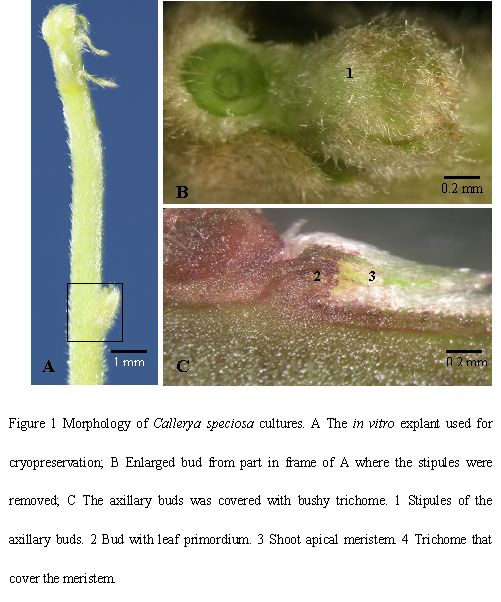 1
B
0.2 mm
2
3
A
1 mm
C
0.2 mm
Figure 1 Morphology of Callerya speciosa cultures. A The in vitro explant used for
cryopreservation; B Enlarged bud from part in frame of A where the stipules were
removed; C The axillary buds was covered with bushy trichome. 1 Stipules of the
axillary buds. 2 Bud with leaf primordium. 3 Shoot apical meristem. 4 Trichome that
cover the meristem.